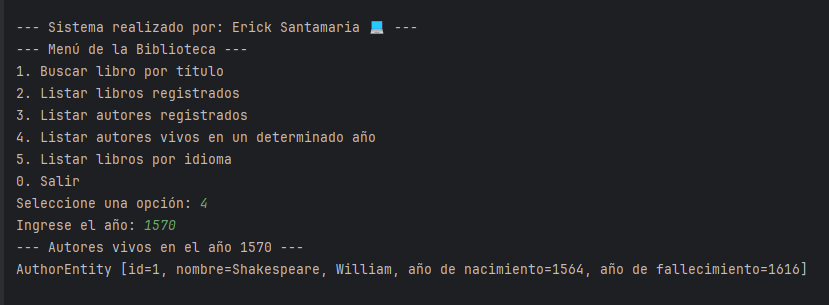 --- Sistema realizado por: Erick Santamaria 💻 ---
--- Menú de la Biblioteca ---
1. Buscar libro por título
2. Listar libros registrados
3. Listar autores registrados
4. Listar autores vivos en un determinado año
5. Listar libros por idioma
0. Salir
Seleccione una opción: 4
Ingrese el año: 1570
--- Autores vivos en el año 1570 ---
AuthorEntity [id=1, nombre=Shakespeare, William, año de nacimiento=1564, año de fallecimiento=1616]